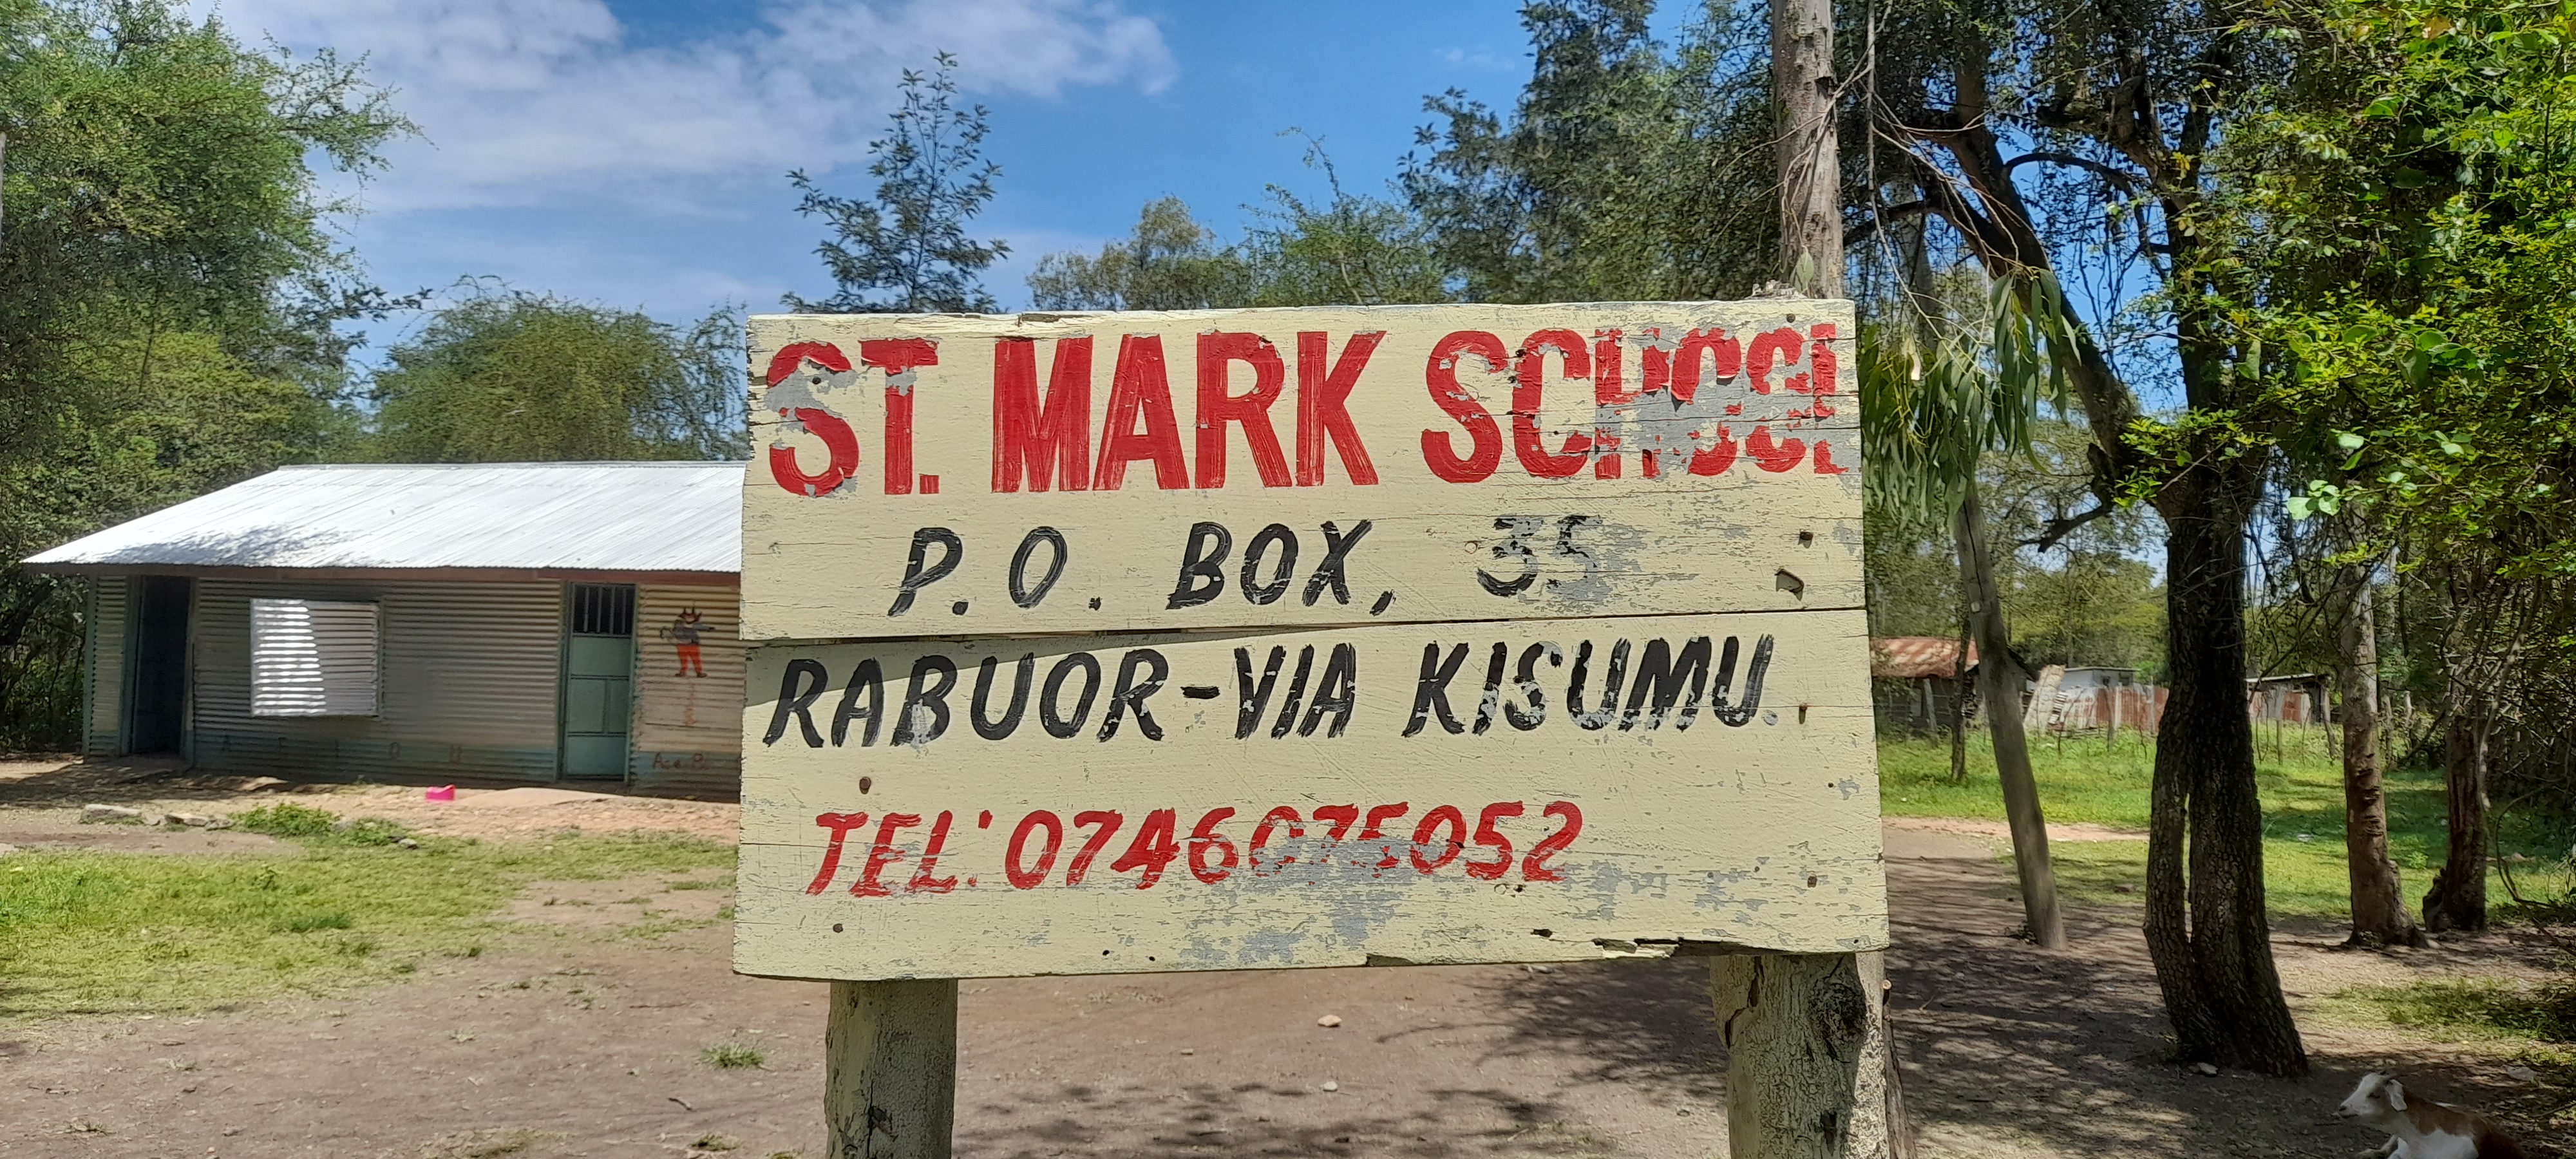 ST. MARK SCHOOL
P. O. BOX, 35
RABUOR-VIA KISUMU.
TEL: 0746075052